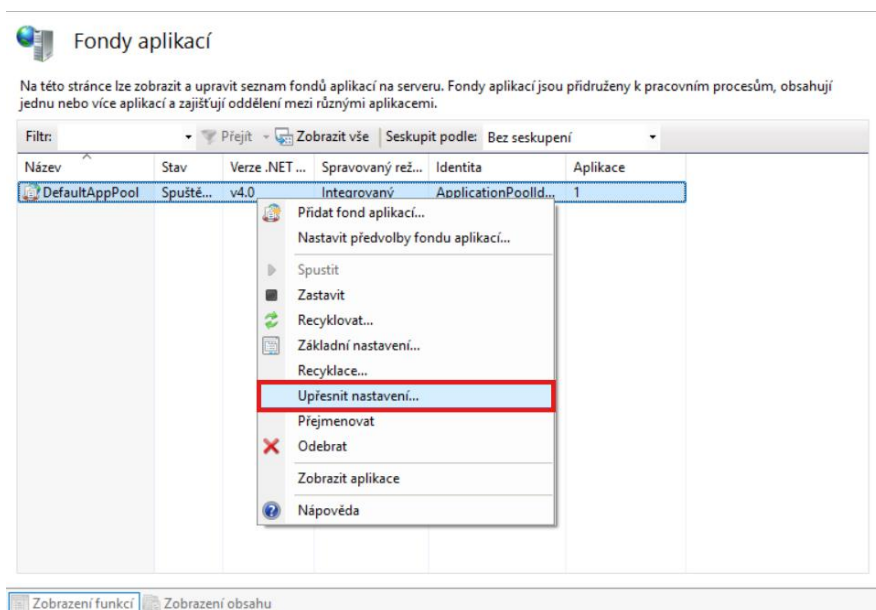 Fondy aplikací
Na této stránce lze zobrazit a upravit seznam fondů aplikací na serveru. Fondy aplikací jsou přidruženy k pracovním procesům, obsahují
jednu nebo více aplikací a zajišťují oddělení mezi různými aplikacemi.
Filtr: Přejít Zobrazit vše Seskupit podle: Bez seskupení
Název Stav Verze .NET ... Spravovaný rež... Identita Aplikace
DefaultAppPool Spuště... v4.0 Integrovaný ApplicationPoolId... 1
Přidat fond aplikací...
Nastavit předvolby fondu aplikací...
Spustit
Zastavit
Recyklovat...
Základní nastavení...
Recyklace...
Upřesnit nastavení...
Přejmenovat
Odebrat
Zobrazit aplikace
Nápověda
Zobrazení funkcí Zobrazení obsahu